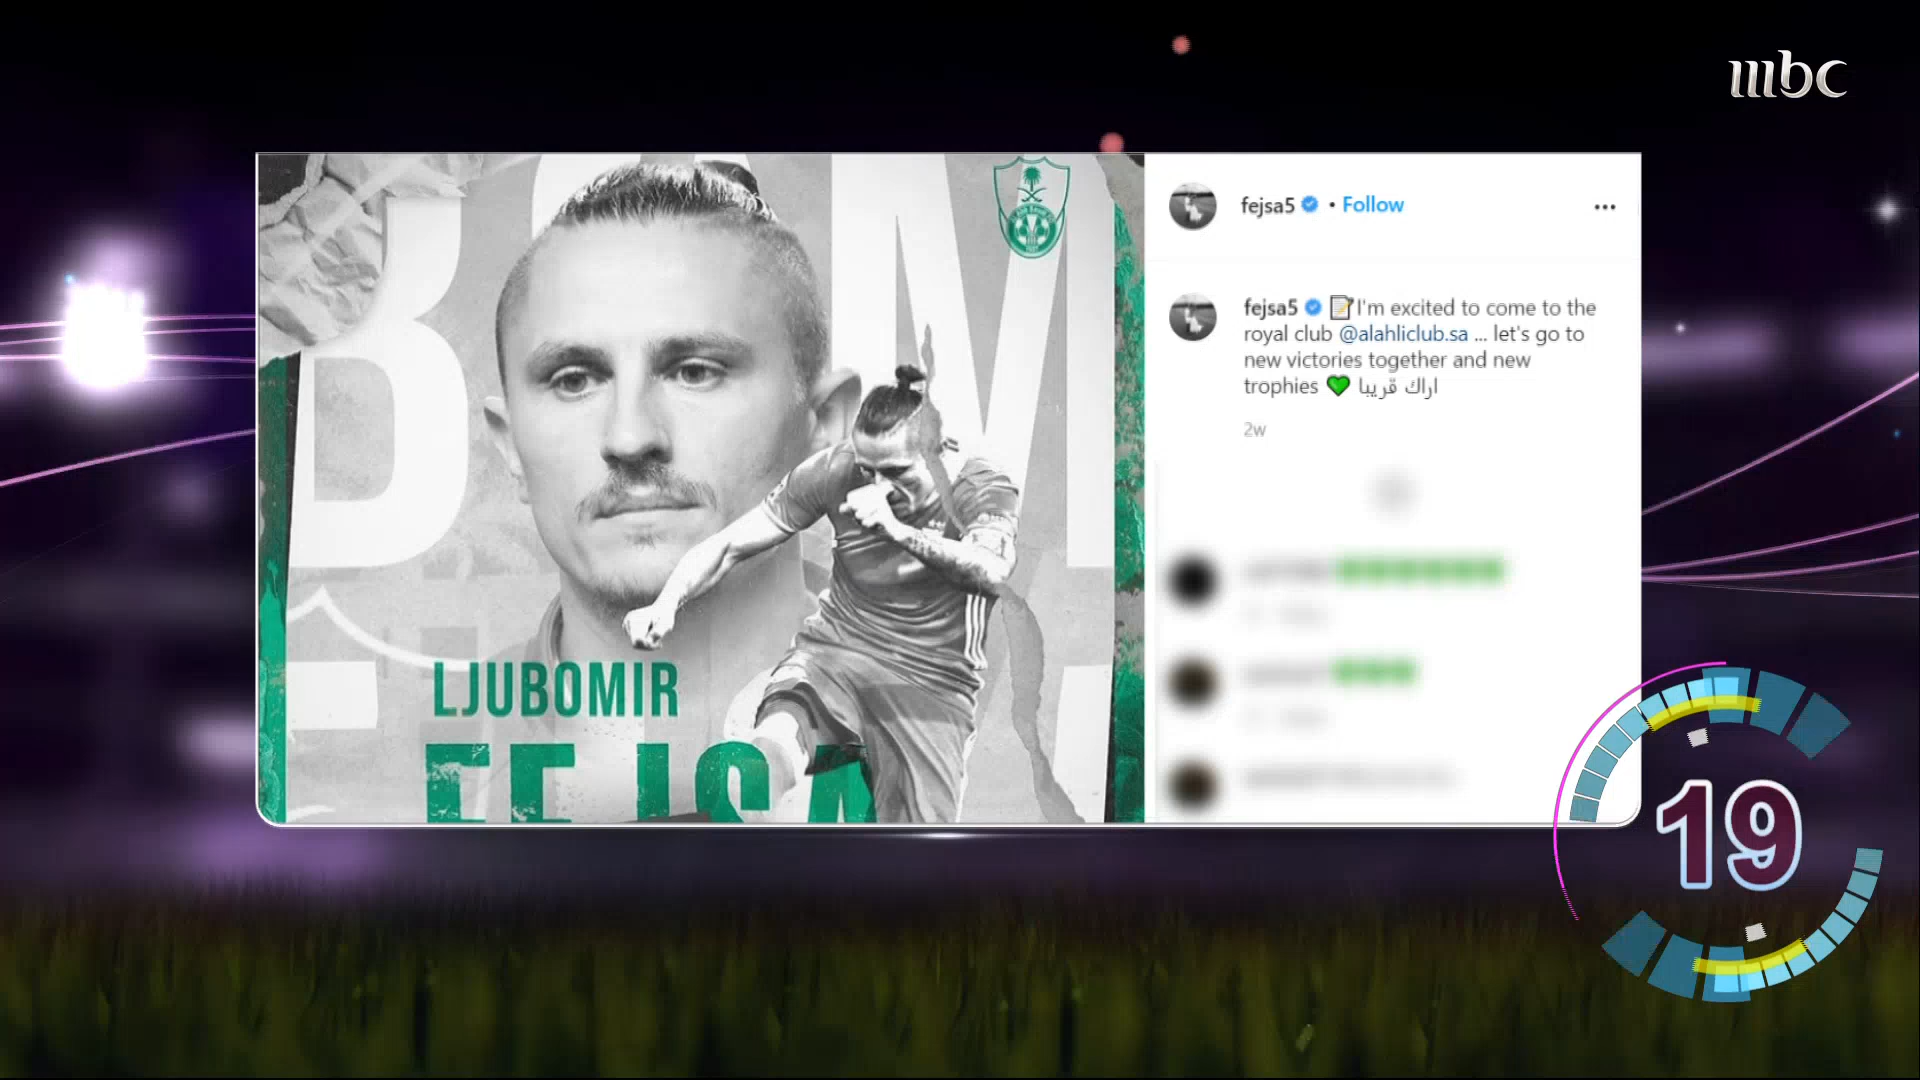 mbc
LJUBOMIR
FEJSA
fejsa5 • Follow
fejsa5 📝I'm excited to come to the
royal club @alahliclub.sa ... let's go to
new victories together and new
trophies 💚 اراك قريبا
2w
19